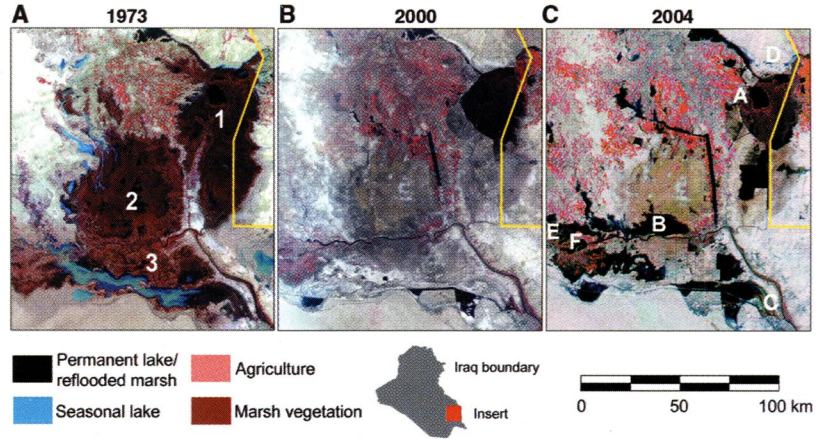 A
1973
B
2000
C
2004
1
2
3
E
D
A
E
B
E
F
C
Permanent lake/
reflooded marsh
Seasonal lake
Agriculture
Marsh vegetation
Iraq boundary
Insert
0
50
100 km